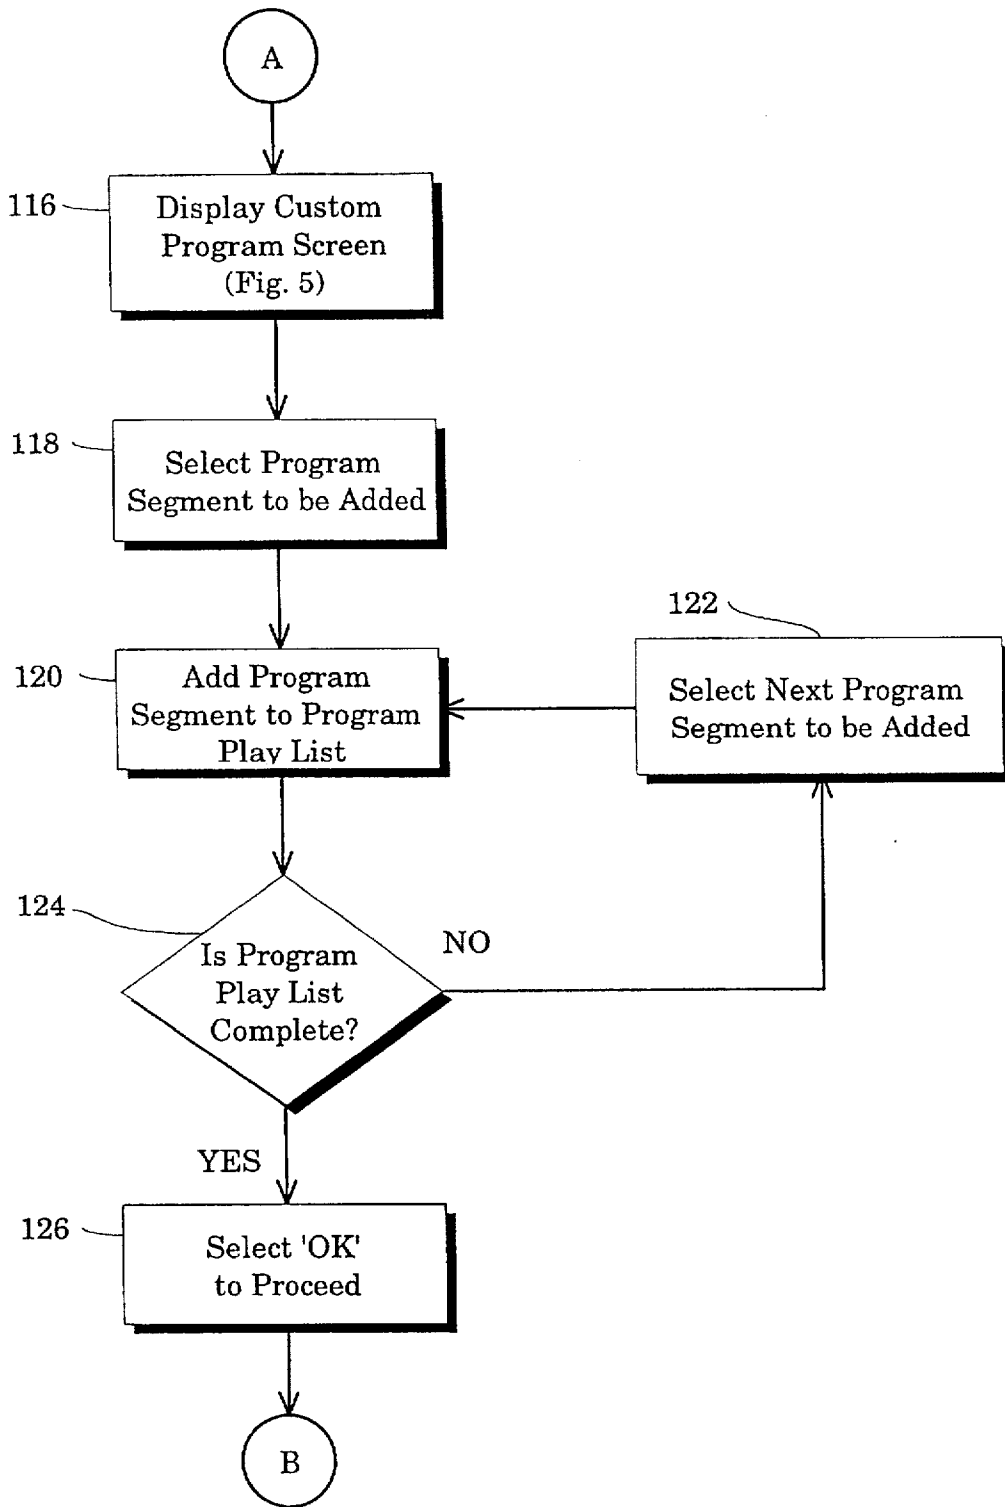 A
116
Display Custom
Program Screen
(Fig. 5)
118
Select Program
Segment to be Added
122
120
Add Program
Segment to Program
Play List
Select Next Program
Segment to be Added
124
Is Program
Play List
Complete?
NO
YES
126
Select 'OK'
to Proceed
B